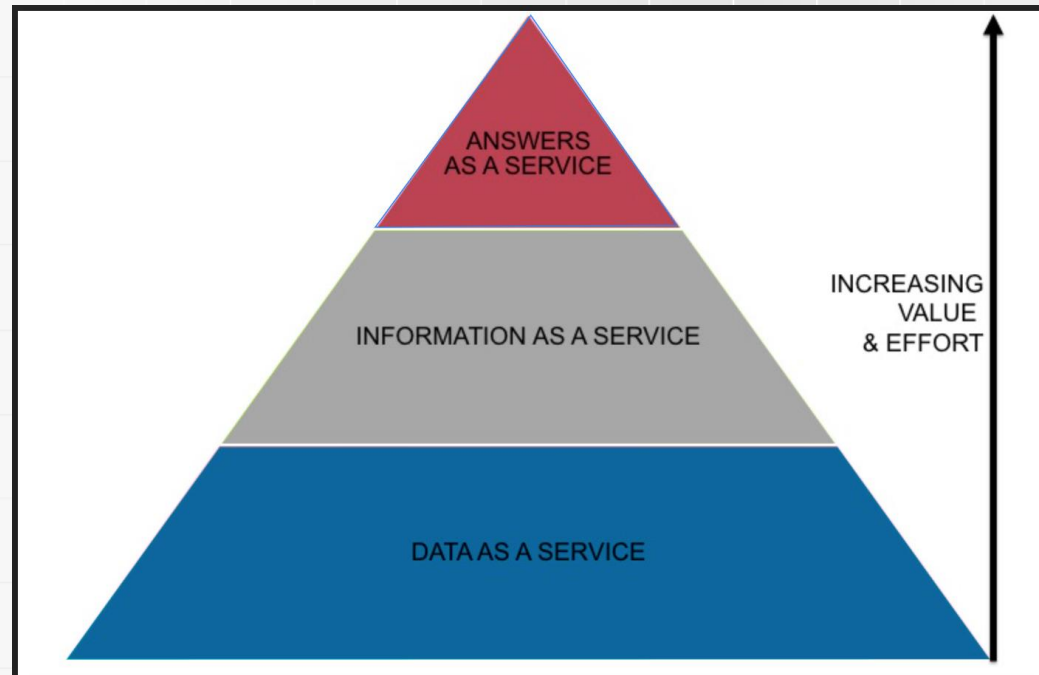 ANSWERS
AS A SERVICE
INFORMATION AS A SERVICE
INCREASING
VALUE
& EFFORT
DATA AS A SERVICE